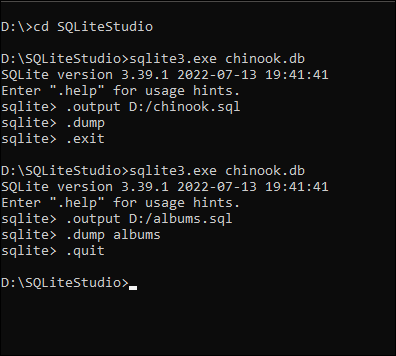 D:\>cd SQLiteStudio
D:\SQLiteStudio>sqlite3.exe chinook.db
SQLite version 3.39.1 2022-07-13 19:41:41
Enter ".help" for usage hints.
sqlite> .output D:/chinook.sql
sqlite> .dump
sqlite> .exit
D:\SQLiteStudio>sqlite3.exe chinook.db
SQLite version 3.39.1 2022-07-13 19:41:41
Enter ".help" for usage hints.
sqlite> .output D:/albums.sql
sqlite> .dump albums
sqlite> .quit
D:\SQLiteStudio>